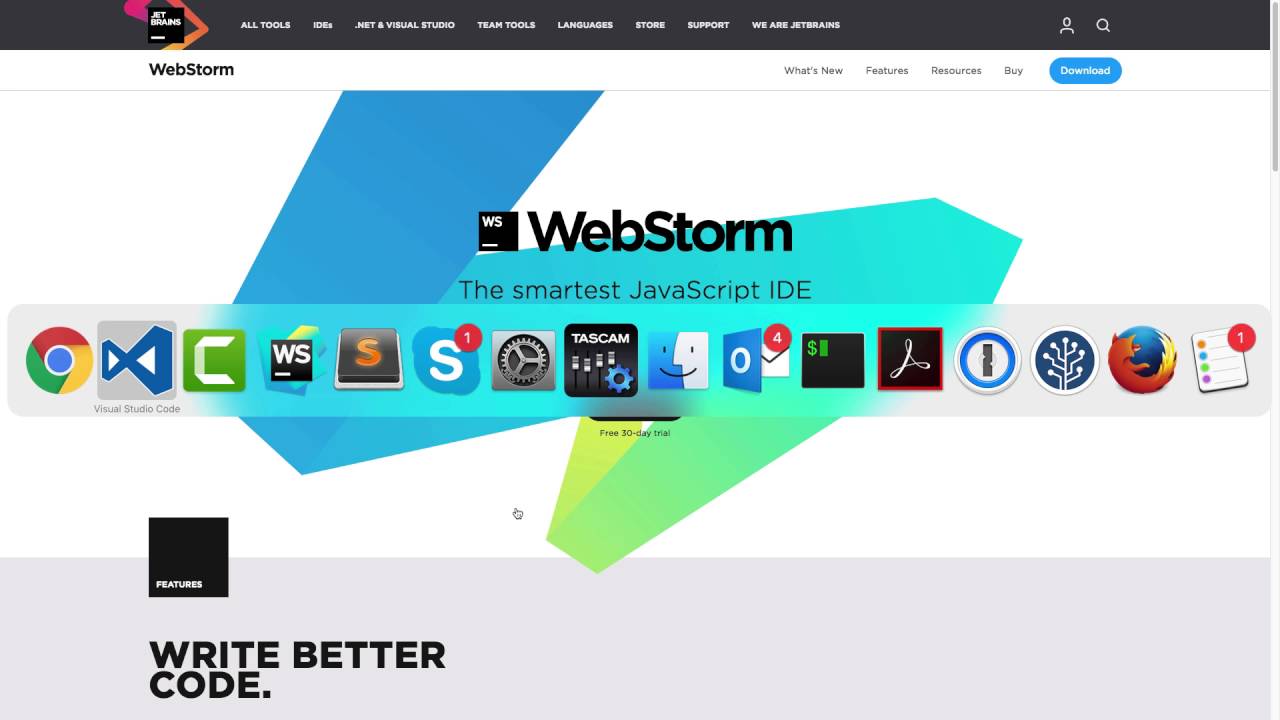 JET
BRAINS
ALL TOOLS IDEs .NET & VISUAL STUDIO TEAM TOOLS LANGUAGES STORE SUPPORT WE ARE JETBRAINS
WebStorm
What's New Features Resources Buy Download
WS WebStorm
The smartest JavaScript IDE
WS S S 1 TASCAM O 4 $ 1
Visual Studio Code
Free 30-day trial
FEATURES
WRITE BETTER
CODE.